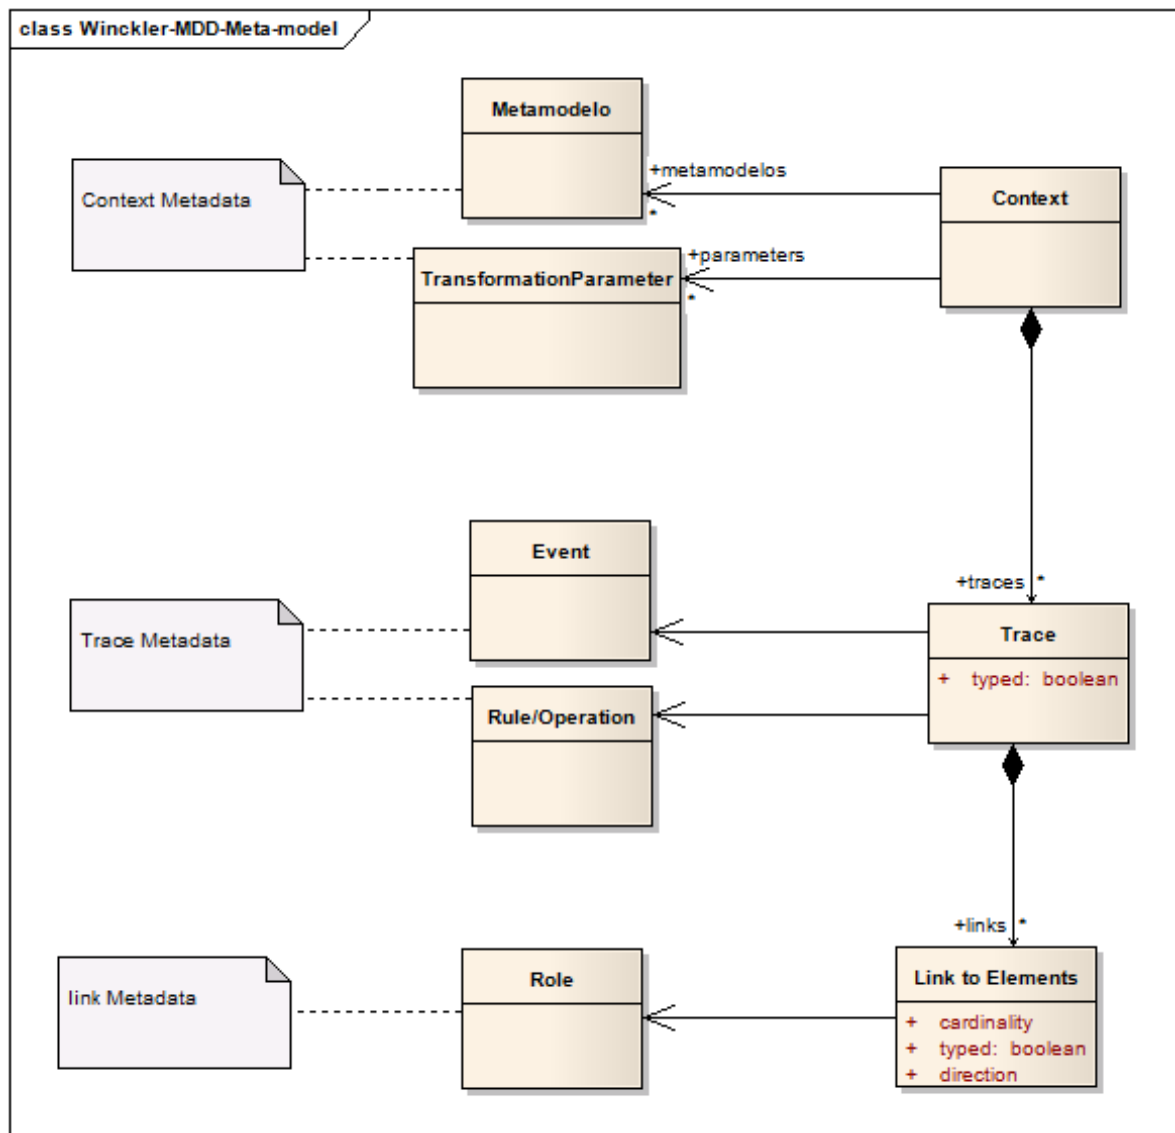 class Winckler-MDD-Meta-model
Metamodelo
Context Metadata
+metamodelos
*
Context
TransformationParameter
+parameters
*
+traces *
Event
Trace Metadata
Trace
+ typed: boolean
Rule/Operation
+links *
link Metadata
Role
Link to Elements
+ cardinality
+ typed: boolean
+ direction